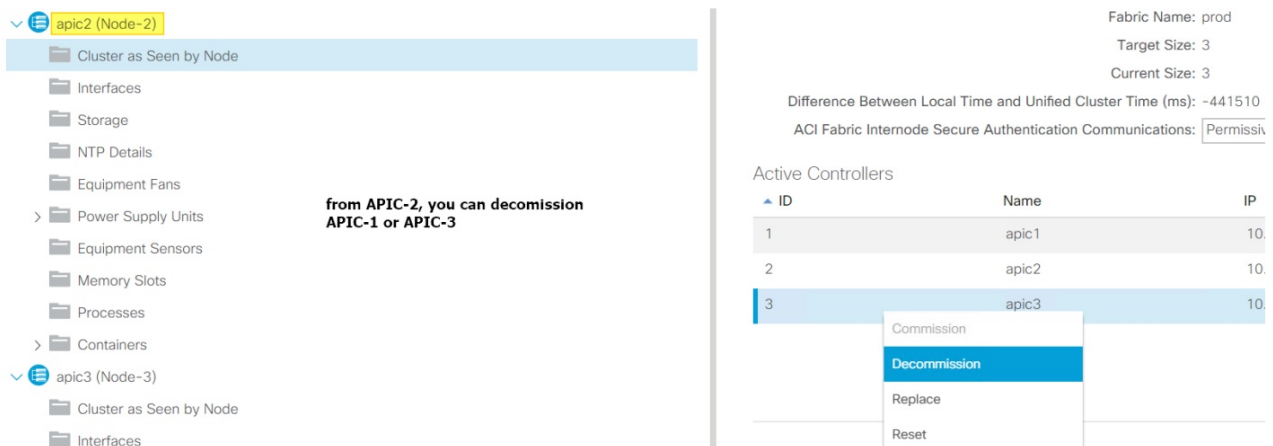 apic2 (Node-2)
Cluster as Seen by Node
Interfaces
Storage
NTP Details
Equipment Fans
Power Supply Units
Equipment Sensors
Memory Slots
Processes
Containers
apic3 (Node-3)
Cluster as Seen by Node
Interfaces
from APIC-2, you can decomission
APIC-1 or APIC-3
Fabric Name: prod
Target Size: 3
Current Size: 3
Difference Between Local Time and Unified Cluster Time (ms): -441510
ACI Fabric Internode Secure Authentication Communications: Permissiv
Active Controllers
ID Name IP
1 apic1 10.
2 apic2 10.
3 apic3 10.
Commission
Decommission
Replace
Reset